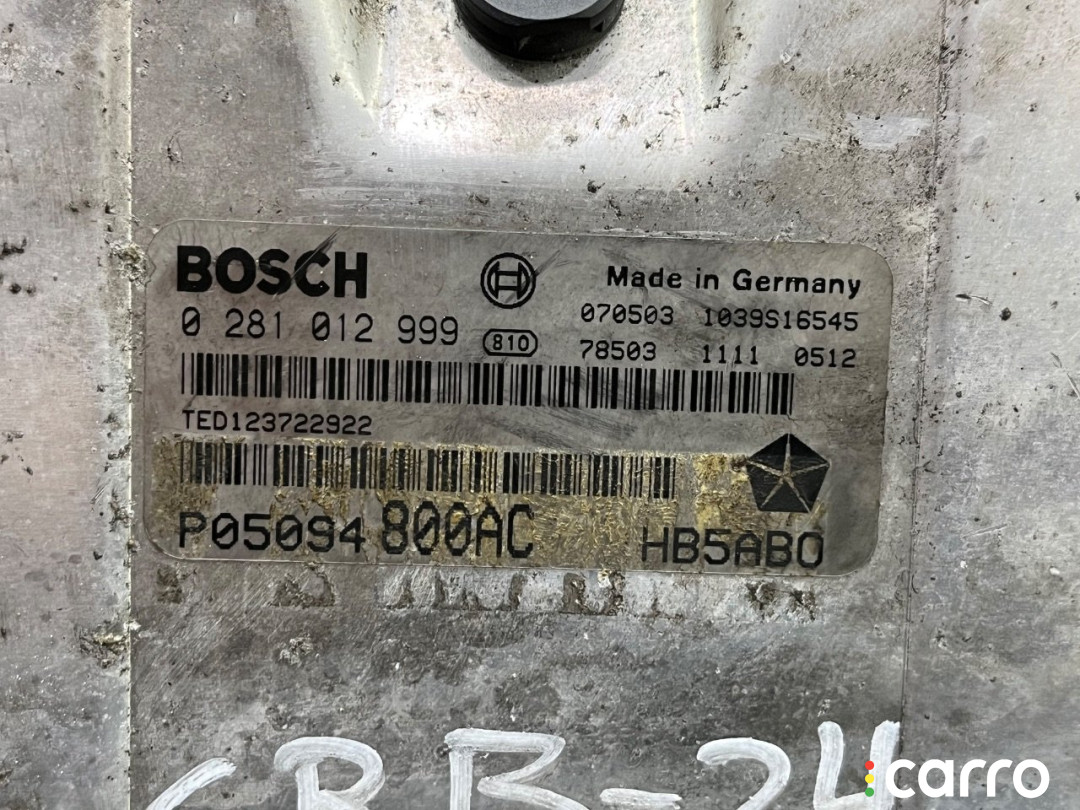 BOSCH
Made in Germany
0 281 012 999
810
070503 1039S16545
78503 1111 0512
TED123722922
P05094800AC HB5AB0
carro